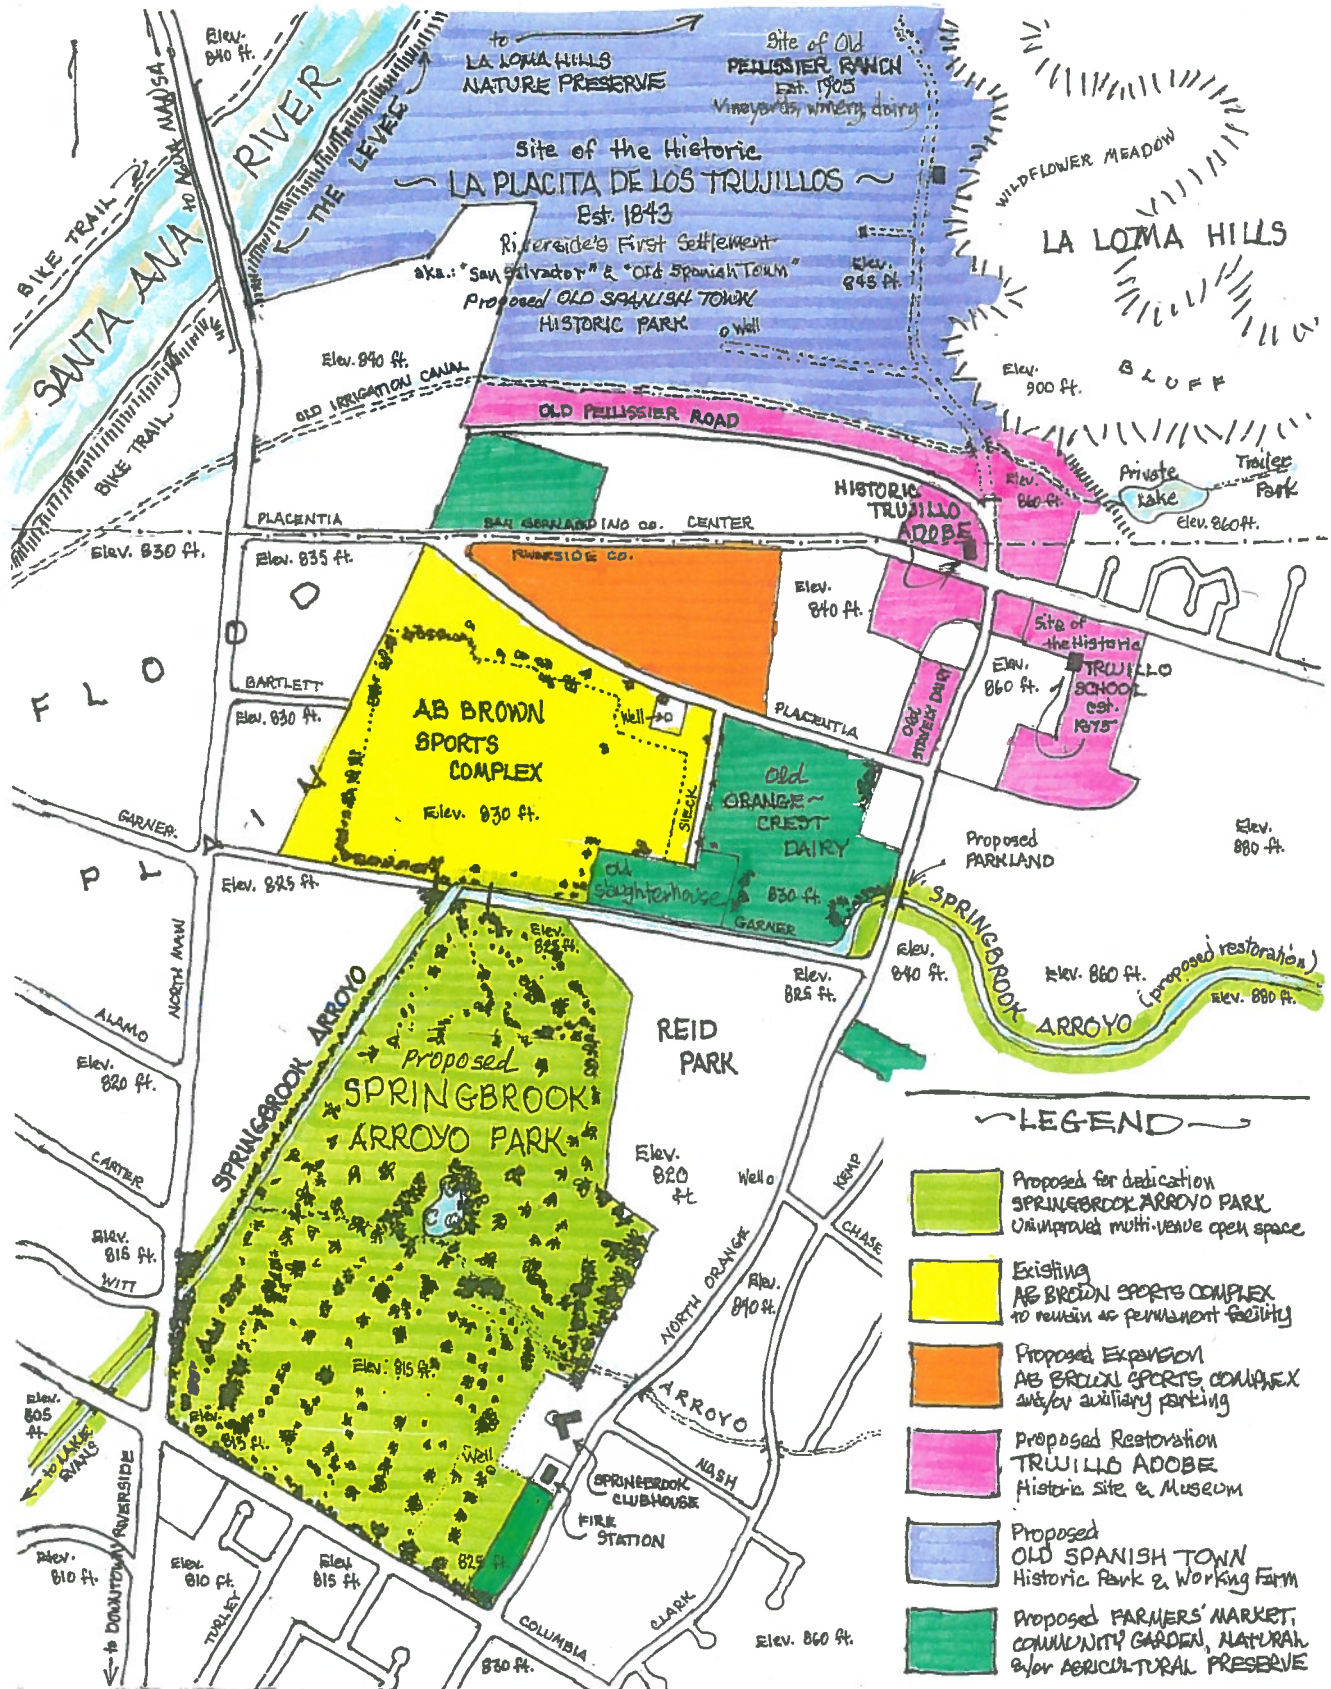 Elev.
840 ft.
to AGUA MANSA
SANTA ANA RIVER
BIKE TRAIL
THE LEVEE
to
LA LOMA HILLS
NATURE PRESERVE
Site of Old
PELLISSIER RANCH
Est. 1905
Vineyards, winery, dairy
Site of the Historic
~ LA PLACITA DE LOS TRUJILLOS ~
Est. 1843
Riverside's First Settlement
aka.: "San Salvador" & "Old Spanish Town"
Proposed OLD SPANISH TOWN
HISTORIC PARK
Well
Elev.
845 ft.
WILDFLOWER MEADOW
LA LOMA HILLS
Elev.
900 ft.
BLUFF
Elev. 840 ft.
OLD IRRIGATION CANAL
BIKE TRAIL
OLD PELLISSIER ROAD
HISTORIC
TRUJILLO
ADOBE
Elev.
860 ft.
Private
Lake
Trailer
Park
Elev. 860 ft.
PLACENTIA
SAN BERNARDINO CO.
CENTER
RIVERSIDE CO.
Elev. 830 ft.
Elev. 835 ft.
Elev.
840 ft.
Site of
the Historic
TRUJILLO
SCHOOL
est.
1875
Elev.
860 ft.
OLD
STAVELY DAIRY
BARTLETT
Elev. 830 ft.
AB BROWN
SPORTS
COMPLEX
Elev. 830 ft.
Well
PLACENTIA
SIECK
Old
ORANGE~
CREST
DAIRY
830 ft.
Old
Slaughterhouse
GARNER
GARNER
Elev. 825 ft.
Proposed
PARKLAND
Elev.
880 ft.
SPRINGBROOK ARROYO
(proposed restoration)
Elev.
840 ft.
Elev. 860 ft.
Elev. 880 ft.
Elev.
825 ft.
Elev.
825 ft.
NORTH MAIN
ALAMO
Elev.
820 ft.
SPRINGBROOK ARROYO
Proposed
SPRINGBROOK
ARROYO PARK
REID
PARK
Elev.
820
ft
Well
KEMP
CHASE
CARTER
Elev.
815 ft.
WITT
NORTH ORANGE
Elev.
840 ft.
Elev. 815 ft.
ARROYO
NASH
Elev.
805
ft.
to LAKE
EVANS
Elev.
815 ft.
Well
SPRINGBROOK
CLUBHOUSE
FIRE
STATION
825 ft.
to DOWNTOWN RIVERSIDE
Elev.
810 ft.
Elev.
810 ft.
TURLEY
Elev.
815 ft.
COLUMBIA
CLARK
830 ft.
Elev. 860 ft.
~LEGEND~
Proposed for dedication
SPRINGBROOK ARROYO PARK
Unimproved multi-venue open space
Existing
AB BROWN SPORTS COMPLEX
to remain as permanent facility
Proposed Expansion
AB BROWN SPORTS COMPLEX
and/or auxiliary parking
Proposed Restoration
TRUJILLO ADOBE
Historic Site & Museum
Proposed
OLD SPANISH TOWN
Historic Park & Working Farm
Proposed FARMERS' MARKET,
COMMUNITY GARDEN, NATURAL
&/or AGRICULTURAL PRESERVE